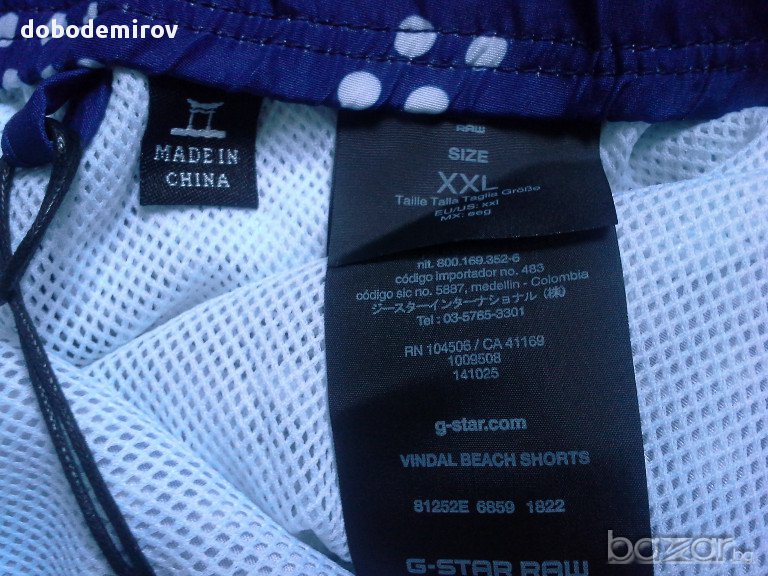 dobodemirov
MADE IN
CHINA
RAW
SIZE
XXL
Taille Talla Taglia Größe
EU/US: xxl
MX: 66g
nit. 800.169.352-6
código importador no. 483
código sic no. 5887, medellin - Colombia
ジースターインターナショナル (株)
Tel : 03-5765-3301
RN 104506 / CA 41169
1009508
141025
g-star.com
VINDAL BEACH SHORTS
81252E 6859 1822
G-STAR RAW
bazar.bg